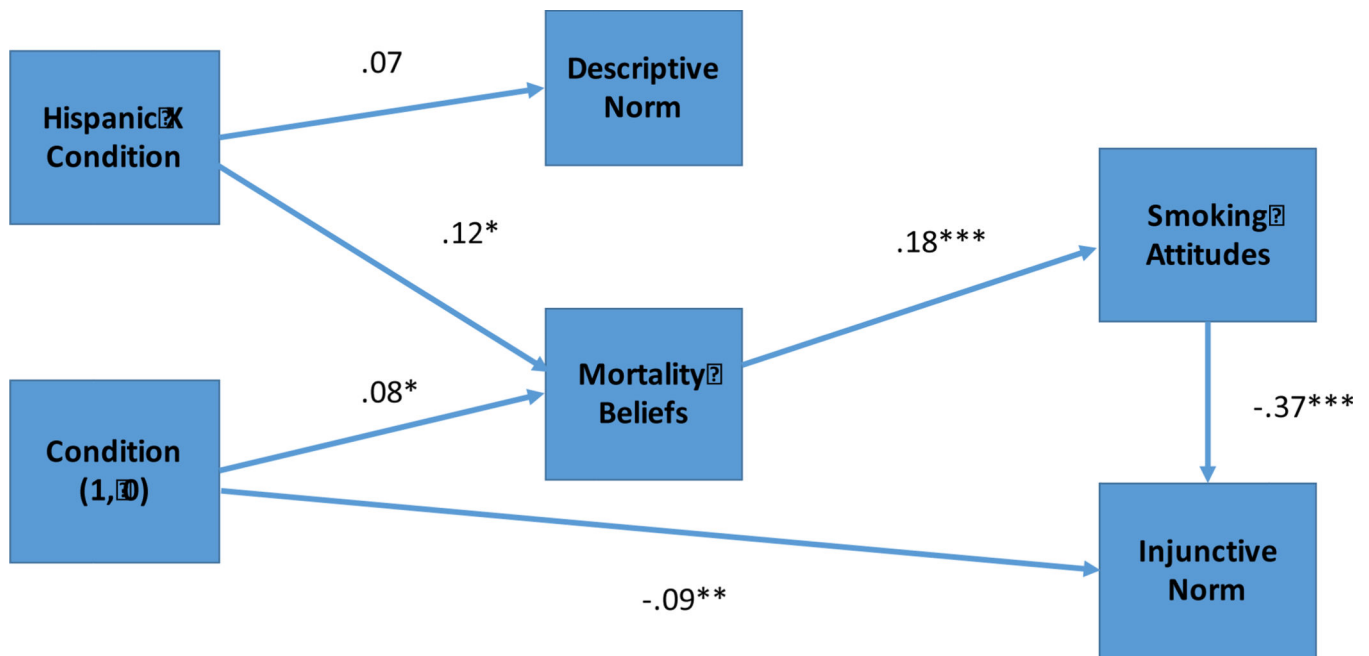 Hispanic X
Condition
.07
Descriptive
Norm
.12*
.18***
Smoking
Attitudes
Condition
(1, 0)
.08*
Mortality
Beliefs
-.37***
-.09**
Injunctive
Norm